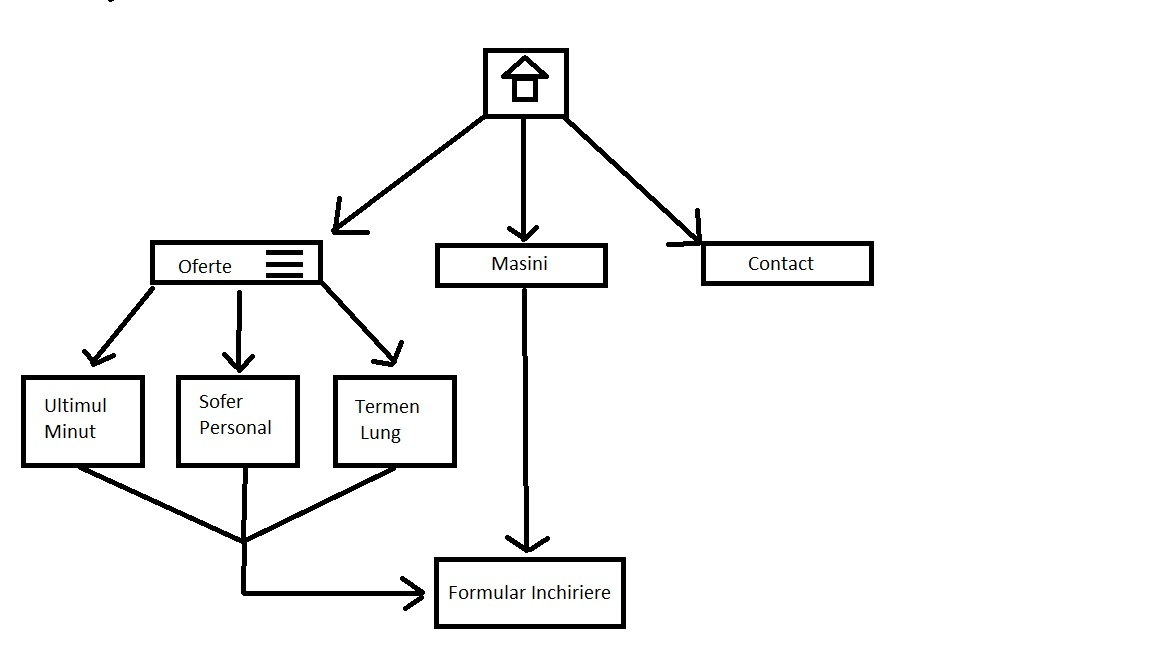 Oferte
Masini
Contact
Ultimul
Minut
Sofer
Personal
Termen
Lung
Formular Inchiriere